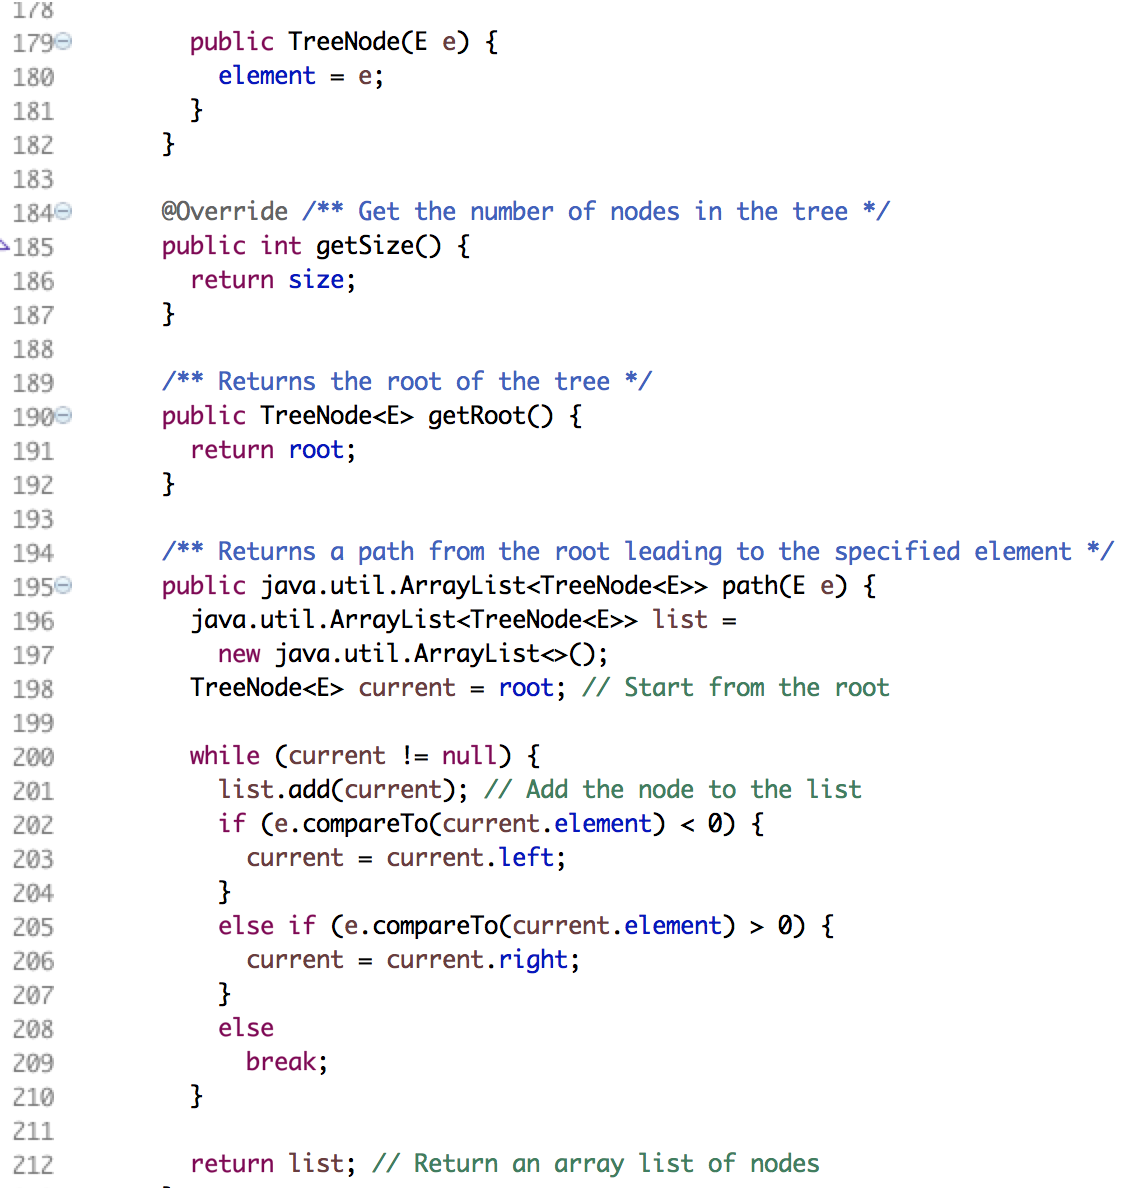 178
179 public TreeNode(E e) {
180 element = e;
181 }
182 }
183
184 @Override /** Get the number of nodes in the tree */
185 public int getSize() {
186 return size;
187 }
188
189 /** Returns the root of the tree */
190 public TreeNode<E> getRoot() {
191 return root;
192 }
193
194 /** Returns a path from the root leading to the specified element */
195 public java.util.ArrayList<TreeNode<E>> path(E e) {
196 java.util.ArrayList<TreeNode<E>> list =
197 new java.util.ArrayList<>();
198 TreeNode<E> current = root; // Start from the root
199
200 while (current != null) {
201 list.add(current); // Add the node to the list
202 if (e.compareTo(current.element) < 0) {
203 current = current.left;
204 }
205 else if (e.compareTo(current.element) > 0) {
206 current = current.right;
207 }
208 else
209 break;
210 }
211
212 return list; // Return an array list of nodes